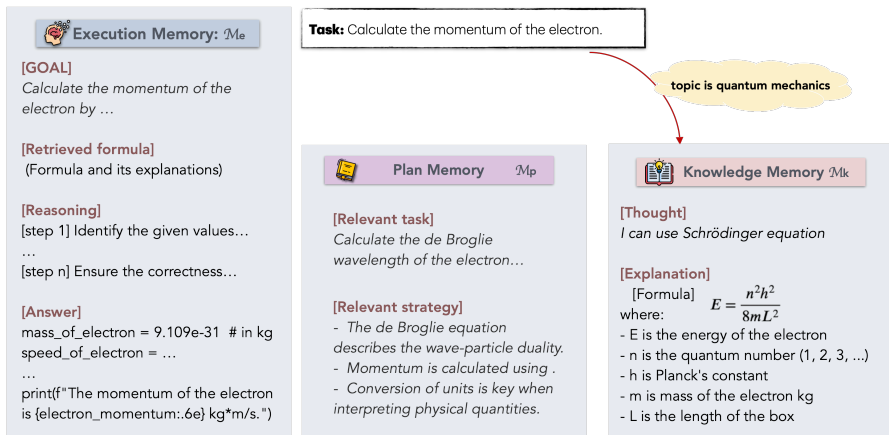 Execution Memory: Me
[GOAL]
Calculate the momentum of the
electron by …
[Retrieved formula]
(Formula and its explanations)
[Reasoning]
[step 1] Identify the given values…
…
[step n] Ensure the correctness…
[Answer]
mass_of_electron = 9.109e-31  # in kg
speed_of_electron = …
…
print(f"The momentum of the electron
is {electron_momentum:.6e} kg*m/s.")
Task: Calculate the momentum of the electron.
topic is quantum mechanics
Plan Memory Mp
[Relevant task]
Calculate the de Broglie
wavelength of the electron…
[Relevant strategy]
- The de Broglie equation
describes the wave-particle duality.
- Momentum is calculated using .
- Conversion of units is key when
interpreting physical quantities.
Knowledge Memory Mk
[Thought]
I can use Schrödinger equation
[Explanation]
[Formula] E = n²h² / 8mL²
where:
- E is the energy of the electron
- n is the quantum number (1, 2, 3, ...)
- h is Planck's constant
- m is mass of the electron kg
- L is the length of the box